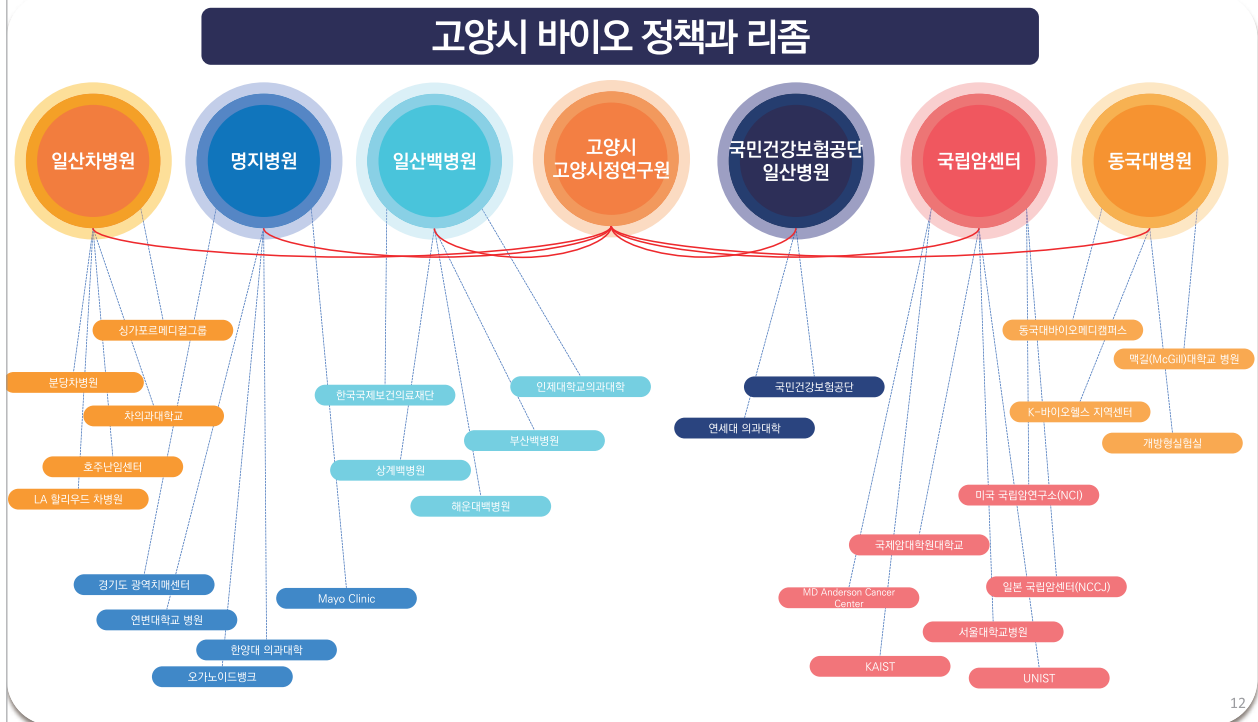 고양시 바이오 정책과 리좀
일산차병원
명지병원
일산백병원
고양시
고양시정연구원
국민건강보험공단
일산병원
국립암센터
동국대병원
싱가포르메디컬그룹
분당차병원
차의과대학교
호주난임센터
LA 할리우드 차병원
경기도 광역치매센터
연변대학교 병원
한양대 의과대학
오가노이드뱅크
Mayo Clinic
한국국제보건의료재단
인제대학교의과대학
부산백병원
상계백병원
해운대백병원
국민건강보험공단
연세대 의과대학
동국대바이오메디캠퍼스
맥길(McGill)대학교 병원
K-바이오헬스 지역센터
개방형실험실
미국 국립암연구소(NCI)
국제암대학원대학교
일본 국립암센터(NCCJ)
MD Anderson Cancer
Center
서울대학교병원
KAIST
UNIST
12